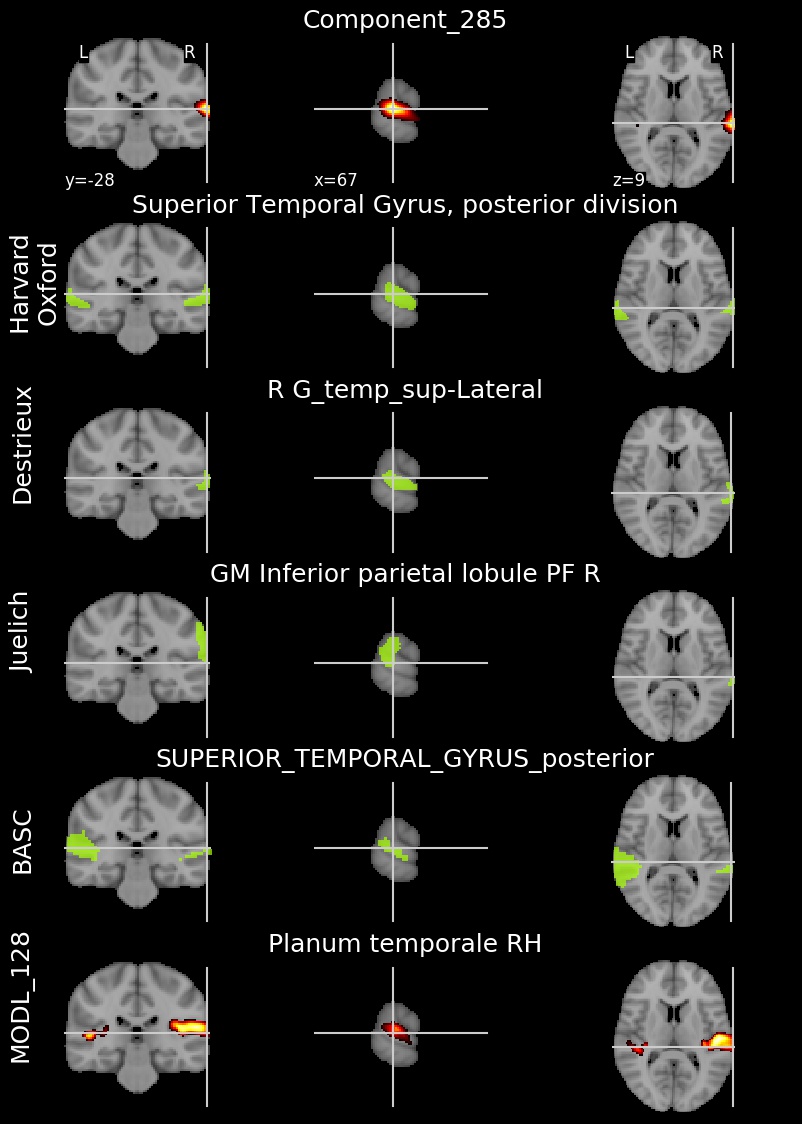 Component_285
L R
L R
y=-28
x=67
z=9
Superior Temporal Gyrus, posterior division
Harvard
Oxford
R G_temp_sup-Lateral
Destrieux
GM Inferior parietal lobule PF R
Juelich
SUPERIOR_TEMPORAL_GYRUS_posterior
BASC
Planum temporale RH
MODL_128